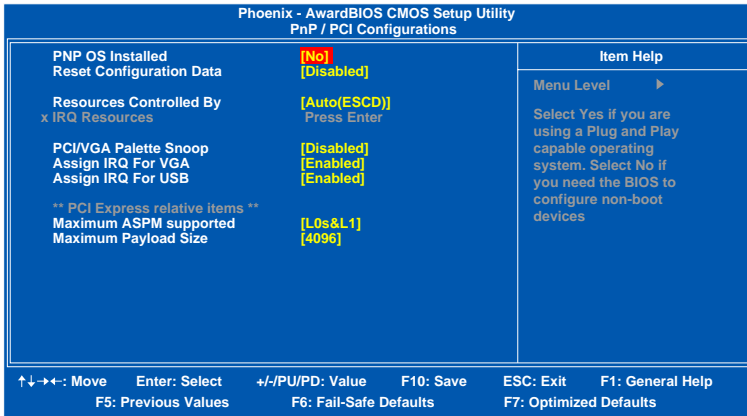 Phoenix - AwardBIOS CMOS Setup Utility
PnP / PCI Configurations
PNP OS Installed [No]
Reset Configuration Data [Disabled]
Resources Controlled By [Auto(ESCD)]
x IRQ Resources Press Enter
PCI/VGA Palette Snoop [Disabled]
Assign IRQ For VGA [Enabled]
Assign IRQ For USB [Enabled]
** PCI Express relative items **
Maximum ASPM supported [L0s&L1]
Maximum Payload Size [4096]
Item Help
Menu Level ▶
Select Yes if you are
using a Plug and Play
capable operating
system. Select No if
you need the BIOS to
configure non-boot
devices
↑↓→←: Move Enter: Select +/-/PU/PD: Value F10: Save ESC: Exit F1: General Help
F5: Previous Values F6: Fail-Safe Defaults F7: Optimized Defaults